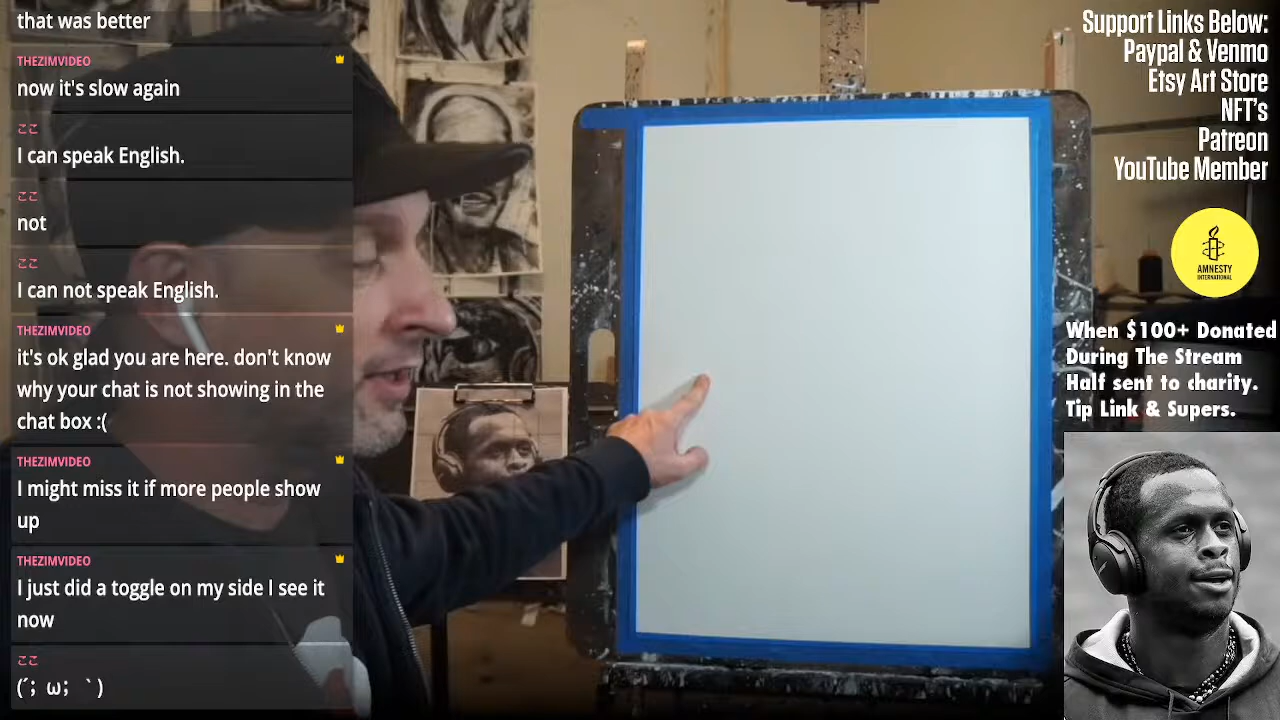 that was better
THEZIMVIDEO
now it's slow again
ここ
I can speak English.
ここ
not
ここ
I can not speak English.
THEZIMVIDEO
it's ok glad you are here. don't know
why your chat is not showing in the
chat box :(
THEZIMVIDEO
I might miss it if more people show
up
THEZIMVIDEO
I just did a toggle on my side I see it
now
ここ
(´; ω; ｀)
Support Links Below:
Paypal & Venmo
Etsy Art Store
NFT's
Patreon
YouTube Member
AMNESTY
INTERNATIONAL
When $100+ Donated
During The Stream
Half sent to charity.
Tip Link & Supers.